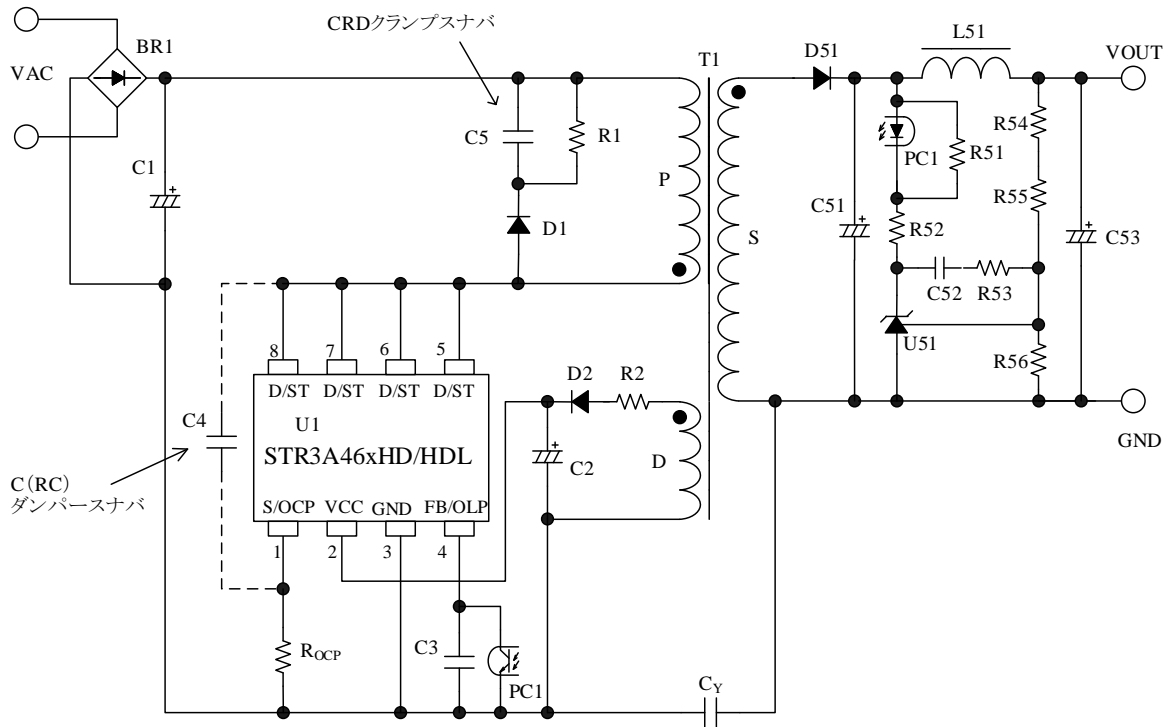 CRDクランプスナバ
L51
BR1
D51
VOUT
T1
VAC
C5
R1
PC1
R51
R54
C1
P
C51
R55
R52
D1
S
C53
C52
R53
U51
8
7
6
5
R56
D/ST
D/ST
D/ST
D/ST
D2
R2
C4
U1
GND
STR3A46xHD/HDL
C2
D
C(RC)
ダンパースナバ
S/OCP
VCC
GND
FB/OLP
1
2
3
4
ROCP
C3
PC1
CY